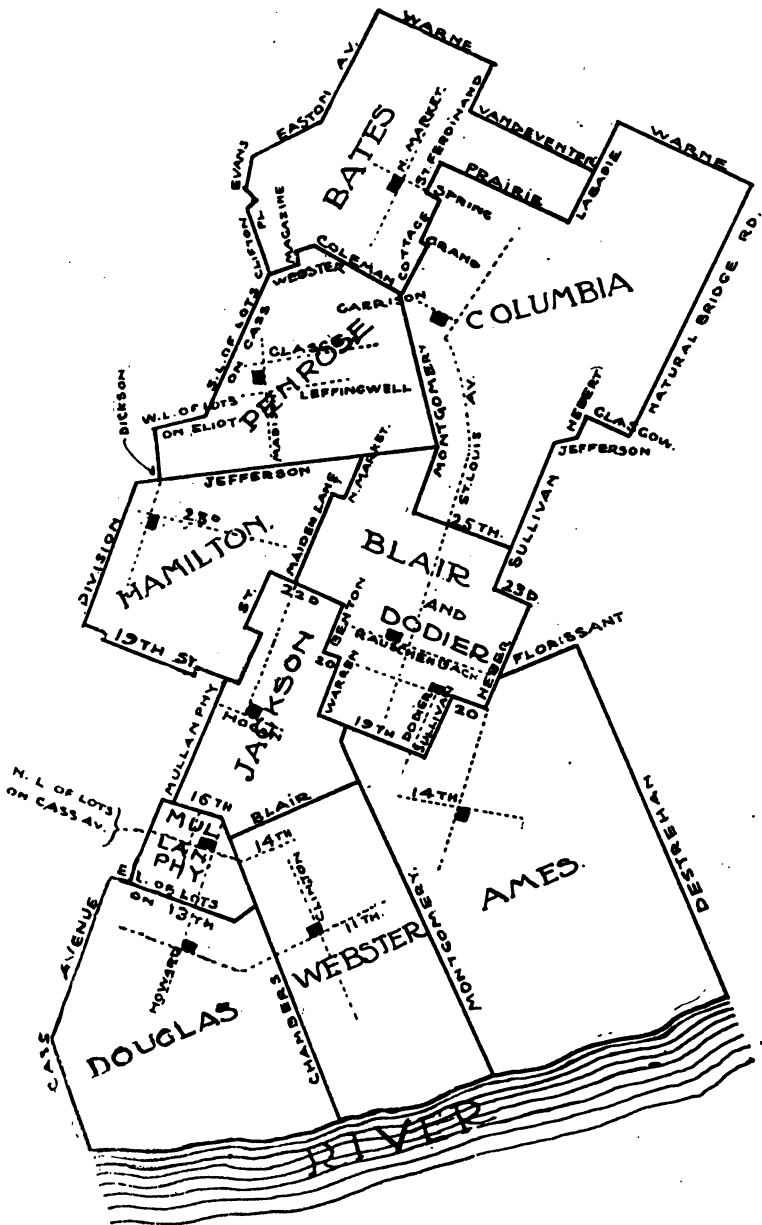 WARNE
EASTON AV.
BATES
N. MARKET.
ST. FERDINAND
VANDEVENTER
WARNE
LABADIE
PRAIRIE
EVANS
CLIFTON PL.
MAGAZINE
SPRING
COTTAGE
GRAND
WEBSTER
COLEMAN
NATURAL BRIDGE RD.
GARRISON
COLUMBIA
S. L. OF LOTS
ON CASS
GLASG
PENROSE
LEFFINGWELL
MONTGOMERY
AV.
ST. LOUIS
HEBERT
GLASGOW.
JEFFERSON
DICKSON
W. L. OF LOTS
ON ELIOT
MADIS
JEFFERSON
N. MARKET.
MAIDEN LANE
25TH.
SULLIVAN
23D
DIVISION
23D
HAMILTON.
22D
ST.
BLAIR
AND
DODIER
BENTON
RAUSCHENBACH
HEBER
FLORISSANT
19TH ST.
20
WARREN
DODIER
SULLIVAN
20
19TH
JACKSON
HOGAN
MULLANPHY
N. L. OF LOTS
ON CASS AV.
16TH
BLAIR
14TH
MUL
LAN
PHY
14TH
AMES.
DESTREHAN
E. L. OF LOTS
ON 13TH
AVENUE
CASS
HOWARD
11TH.
WEBSTER
MONTGOMERY.
DOUGLAS
CHAMBERS
RIVER